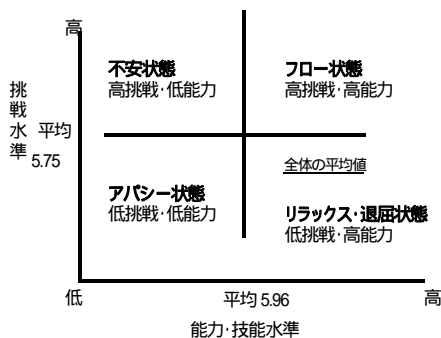 高
不安状態
高挑戦･低能力
フロー状態
高挑戦･高能力
挑戦水準
平均
5.75
全体の平均値
アパシー状態
低挑戦･低能力
リラックス･退屈状態
低挑戦･高能力
低
平均 5.96
高
能力･技能水準